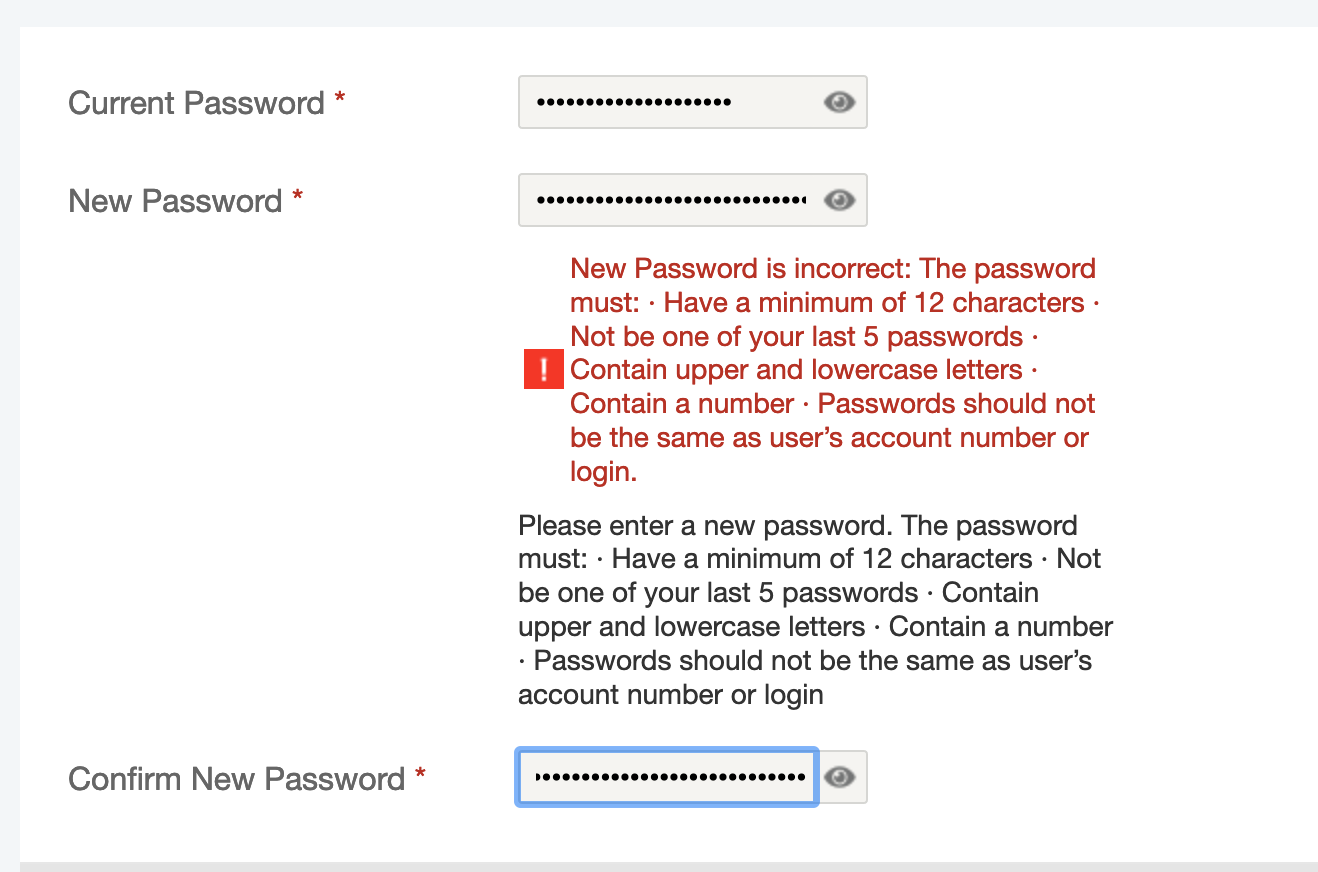 Current Password *
New Password *
New Password is incorrect: The password
must: · Have a minimum of 12 characters ·
Not be one of your last 5 passwords ·
Contain upper and lowercase letters ·
Contain a number · Passwords should not
be the same as user’s account number or
login.
Please enter a new password. The password
must: · Have a minimum of 12 characters · Not
be one of your last 5 passwords · Contain
upper and lowercase letters · Contain a number
· Passwords should not be the same as user’s
account number or login
Confirm New Password *